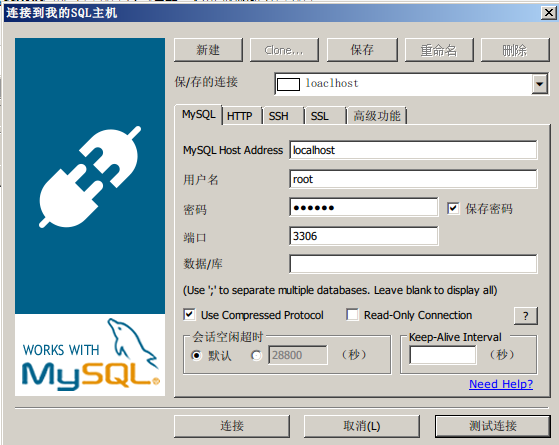 连接到我的SQL主机
新建 Clone... 保存 重命名 删除
保/存的连接 loaclhost
MySQL HTTP SSH SSL 高级功能
MySQL Host Address localhost
用户名 root
密码 ●●●●●● 保存密码
端口 3306
数据/库
(Use ';' to separate multiple databases. Leave blank to display all)
Use Compressed Protocol Read-Only Connection ?
会话空闲超时 Keep-Alive Interval
默认 28800 （秒） （秒）
Need Help?
WORKS WITH
MySQL®
连接 取消(L) 测试连接